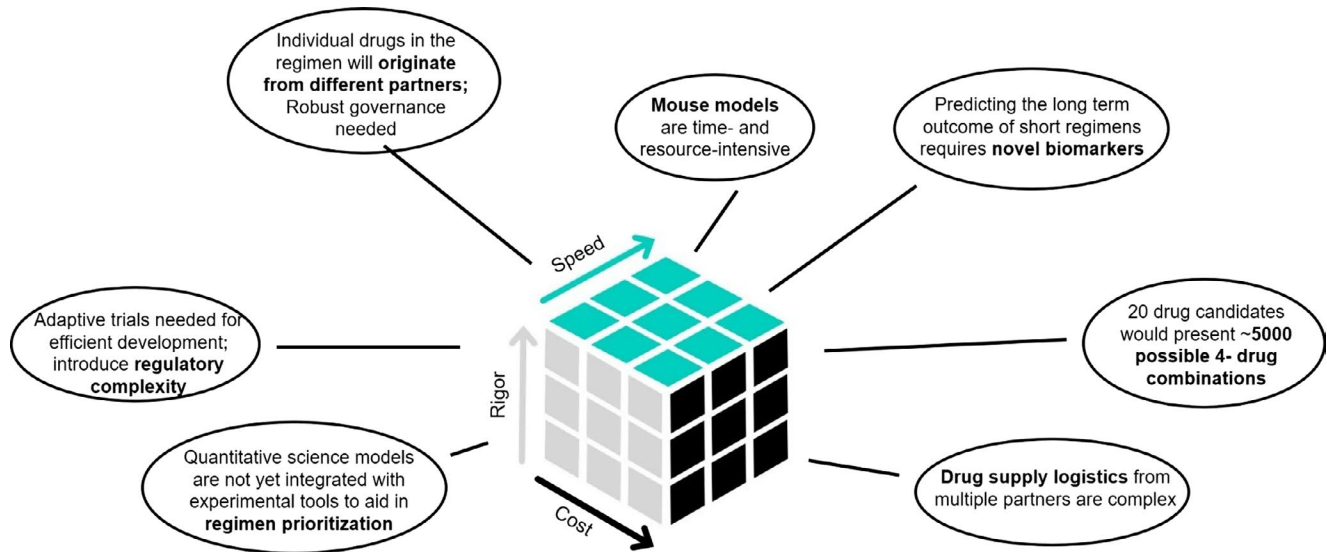 Individual drugs in the
regimen will originate
from different partners;
Robust governance
needed
Mouse models
are time- and
resource-intensive
Predicting the long term
outcome of short regimens
requires novel biomarkers
Speed
Adaptive trials needed for
efficient development;
introduce regulatory
complexity
20 drug candidates
would present ~5000
possible 4- drug
combinations
Rigor
Quantitative science models
are not yet integrated with
experimental tools to aid in
regimen prioritization
Drug supply logistics from
multiple partners are complex
Cost